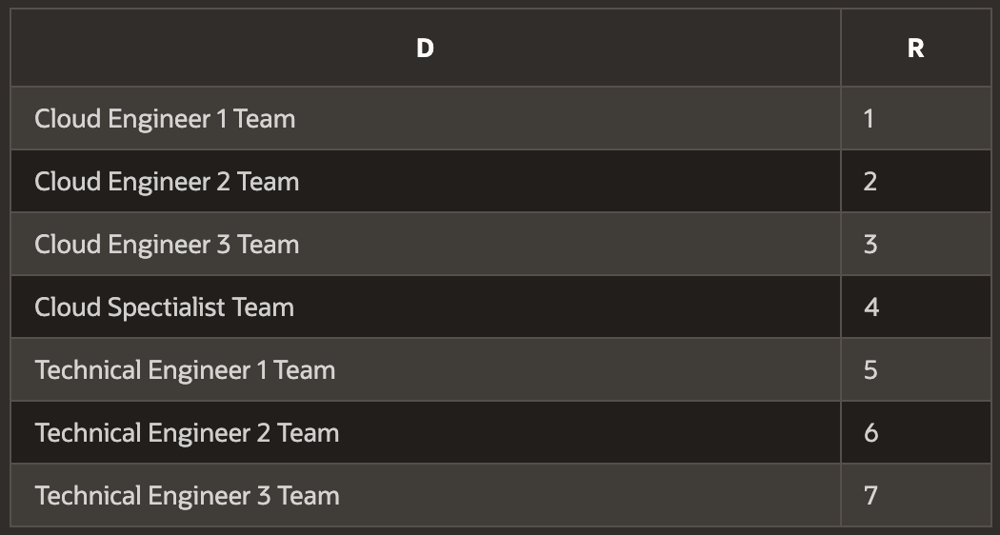 D R
Cloud Engineer 1 Team 1
Cloud Engineer 2 Team 2
Cloud Engineer 3 Team 3
Cloud Spectialist Team 4
Technical Engineer 1 Team 5
Technical Engineer 2 Team 6
Technical Engineer 3 Team 7